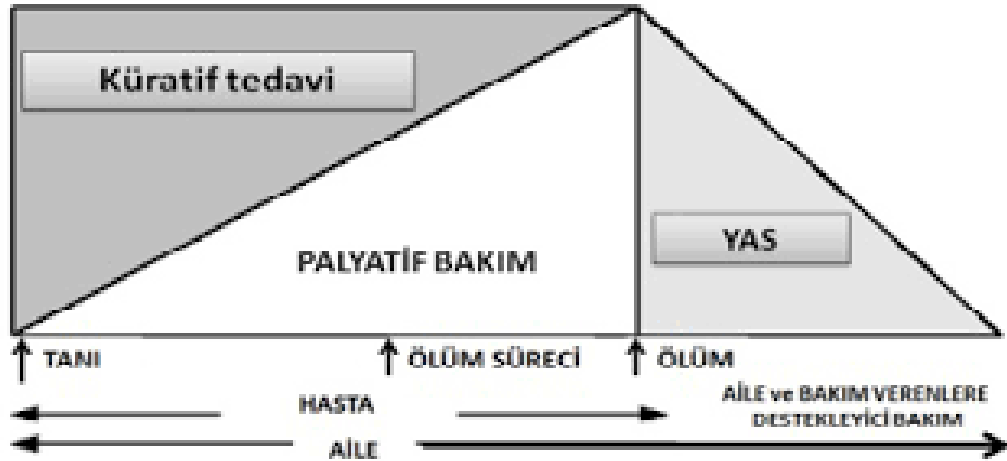 Küratif tedavi
YAS
PALYATİF BAKIM
TANI
ÖLÜM SÜRECİ
ÖLÜM
HASTA
AİLE ve BAKIM VERENLERE
DESTEKLEYİCİ BAKIM
AİLE